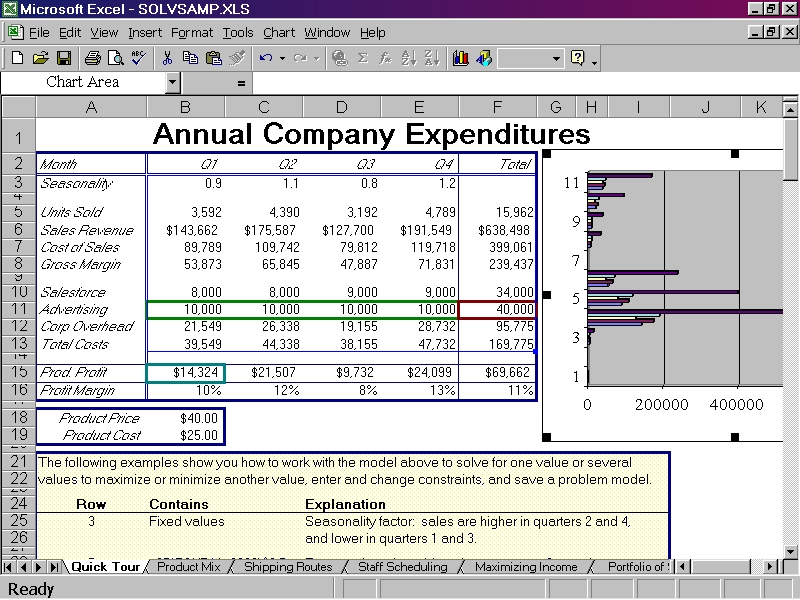 Microsoft Excel - SOLVSAMP.XLS
File Edit View Insert Format Tools Chart Window Help
Chart Area =
A B C D E F G H I J K
1 Annual Company Expenditures
2 Month Q1 Q2 Q3 Q4 Total
3 Seasonality 0.9 1.1 0.8 1.2
4
5 Units Sold 3,592 4,390 3,192 4,789 15,962
6 Sales Revenue $143,662 $175,587 $127,700 $191,549 $638,498
7 Cost of Sales 89,789 109,742 79,812 119,718 399,061
8 Gross Margin 53,873 65,845 47,887 71,831 239,437
9
10 Salesforce 8,000 8,000 9,000 9,000 34,000
11 Advertising 10,000 10,000 10,000 10,000 40,000
12 Corp Overhead 21,549 26,338 19,155 28,732 95,775
13 Total Costs 39,549 44,338 38,155 47,732 169,775
14
15 Prod. Profit $14,324 $21,507 $9,732 $24,099 $69,662
16 Profit Margin 10% 12% 8% 13% 11%
18 Product Price $40.00
19 Product Cost $25.00
11
9
7
5
3
1
0 200000 400000
21 The following examples show you how to work with the model above to solve for one value or several
22 values to maximize or minimize another value, enter and change constraints, and save a problem model.
24 Row Contains Explanation
25 3 Fixed values Seasonality factor: sales are higher in quarters 2 and 4,
26 and lower in quarters 1 and 3.
Quick Tour Product Mix Shipping Routes Staff Scheduling Maximizing Income Portfolio of
Ready